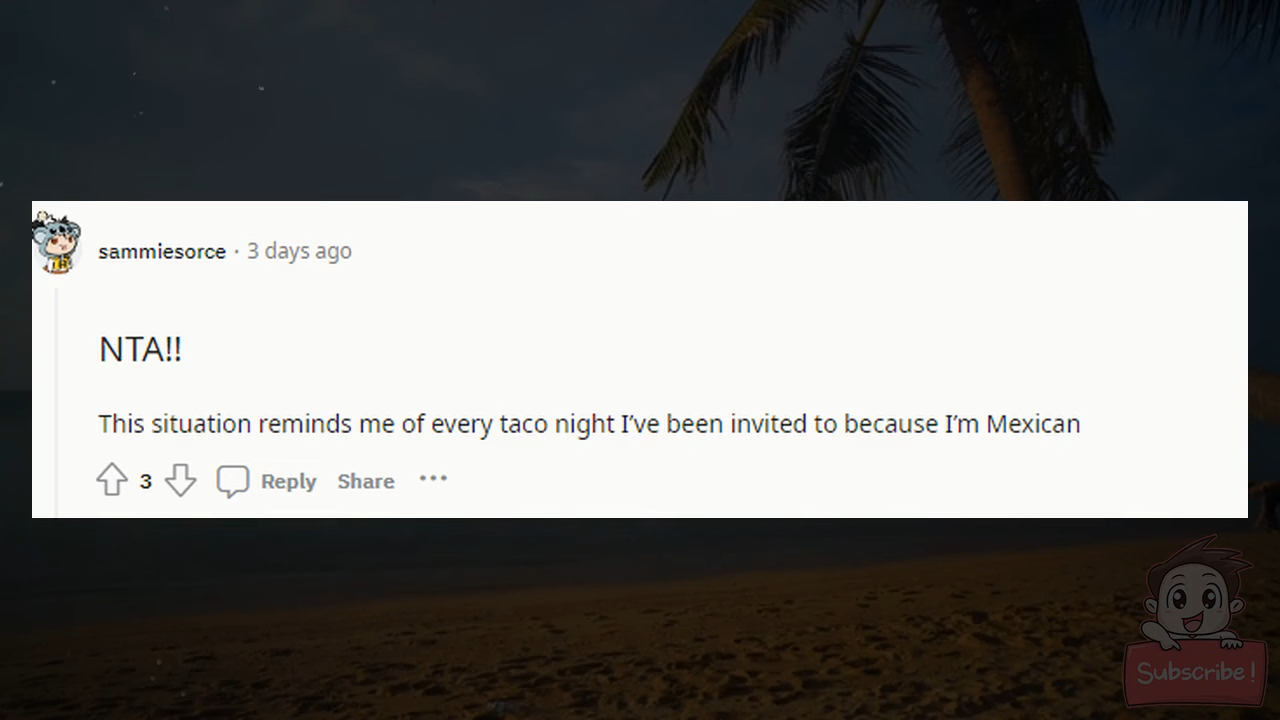 sammiesorce · 3 days ago
NTA!!
This situation reminds me of every taco night I’ve been invited to because I’m Mexican
3 Reply Share ···
Subscribe!